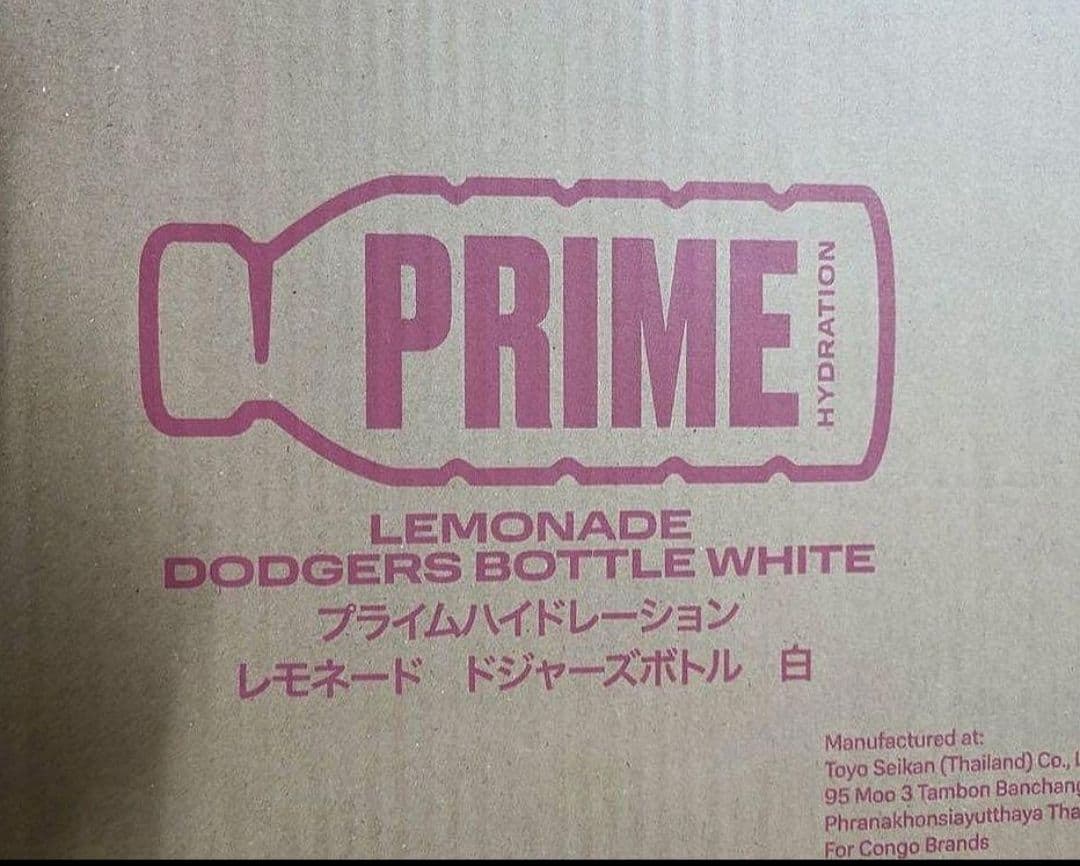 PRIME
HYDRATION
LEMONADE
DODGERS BOTTLE WHITE
プライムハイドレーション
レモネード　ドジャーズボトル　白
Manufactured at:
Toyo Seikan (Thailand) Co.,
95 Moo 3 Tambon Banchang
Phranakhonsiayutthaya
For Congo Brands